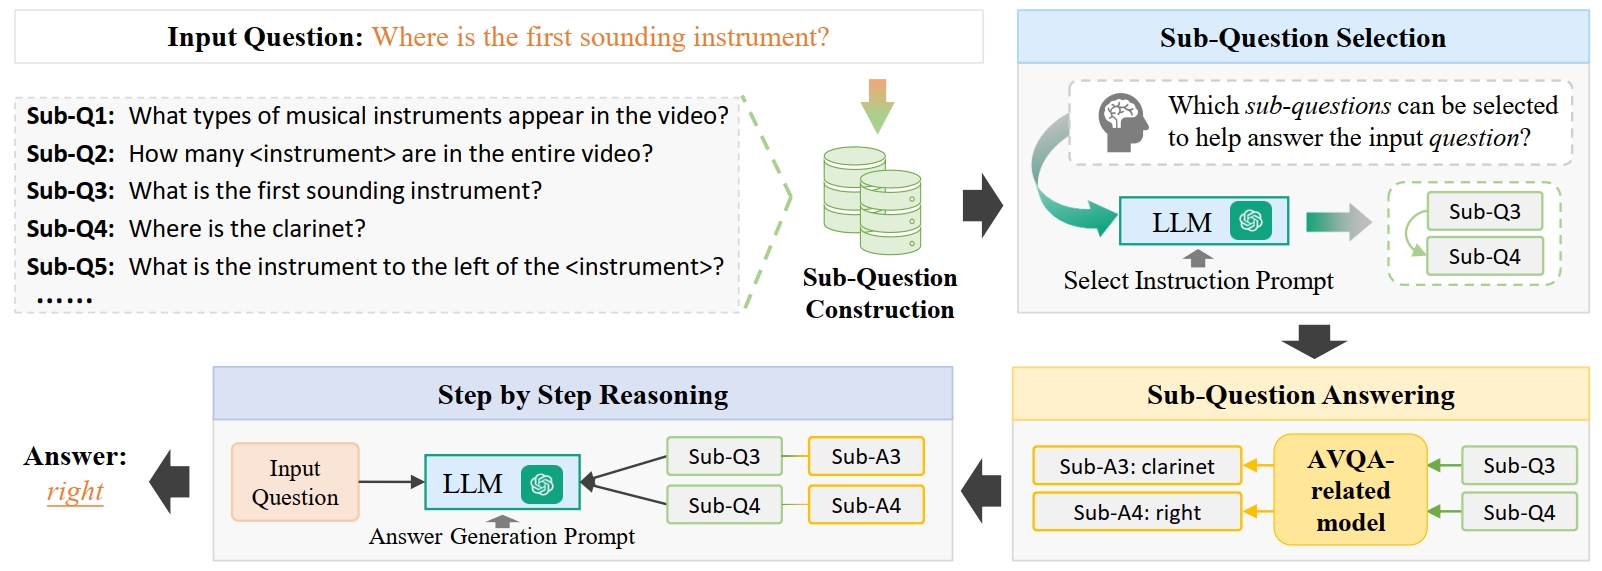 Input Question: Where is the first sounding instrument?
Sub-Q1: What types of musical instruments appear in the video?
Sub-Q2: How many <instrument> are in the entire video?
Sub-Q3: What is the first sounding instrument?
Sub-Q4: Where is the clarinet?
Sub-Q5: What is the instrument to the left of the <instrument>?
......
Sub-Question
Construction
Sub-Question Selection
Which sub-questions can be selected
to help answer the input question?
LLM
Select Instruction Prompt
Sub-Q3
Sub-Q4
Sub-Question Answering
Sub-A3: clarinet
Sub-A4: right
AVQA-
related
model
Sub-Q3
Sub-Q4
Step by Step Reasoning
Input
Question
LLM
Answer Generation Prompt
Sub-Q3
Sub-A3
Sub-Q4
Sub-A4
Answer:
right